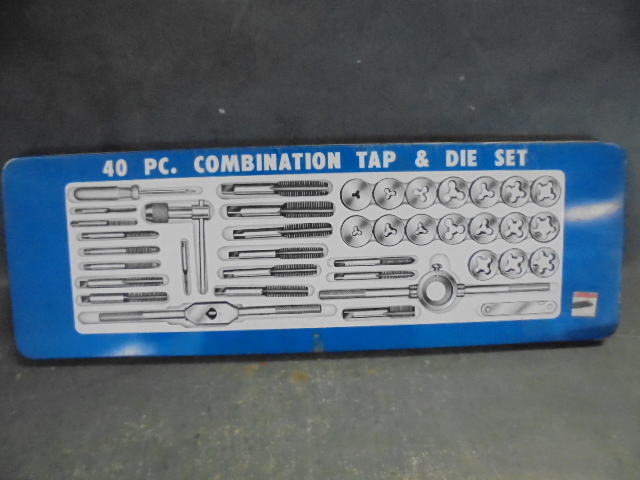 40 PC. COMBINATION TAP & DIE SET